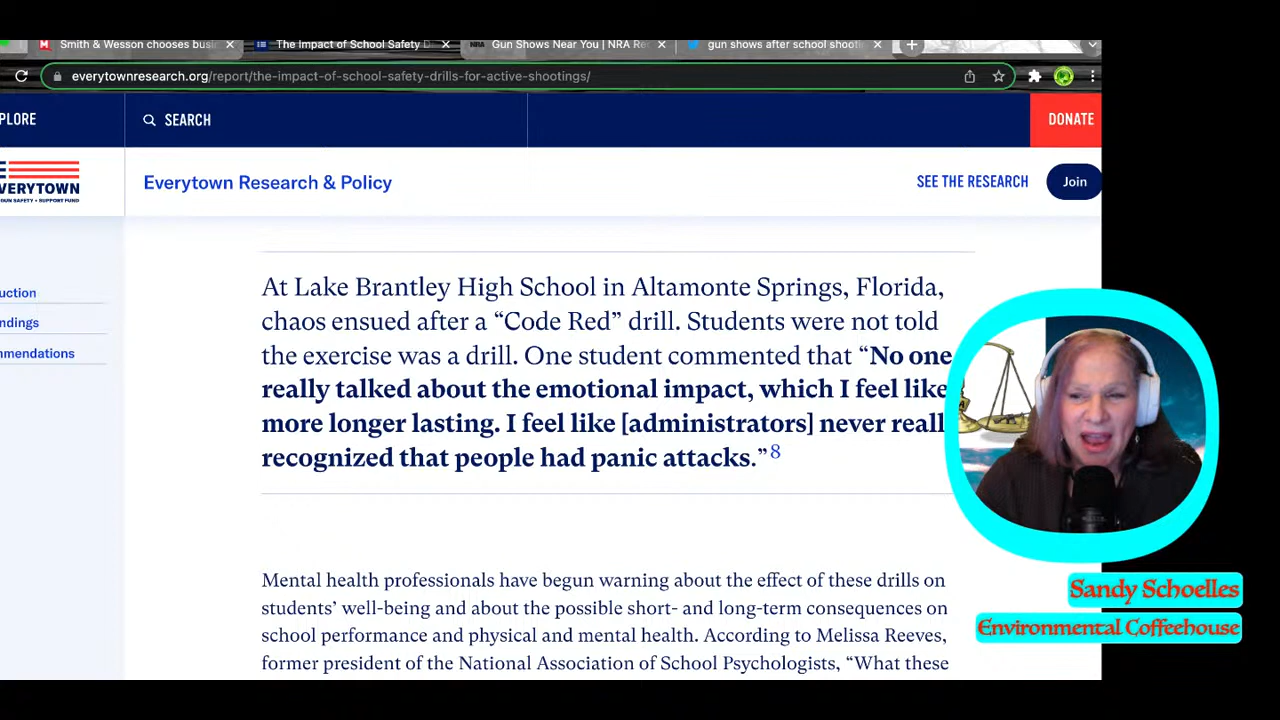 Smith & Wesson chooses busi
The Impact of School Safety D
NRA Gun Shows Near You | NRA Re
gun shows after school shooti
everytownresearch.org/report/the-impact-of-school-safety-drills-for-active-shootings/
PLORE
SEARCH
DONATE
VERYTOWN
GUN SAFETY • SUPPORT FUND
Everytown Research & Policy
SEE THE RESEARCH
Join
uction
ndings
mmendations
At Lake Brantley High School in Altamonte Springs, Florida,
chaos ensued after a “Code Red” drill. Students were not told
the exercise was a drill. One student commented that “No one
really talked about the emotional impact, which I feel like
more longer lasting. I feel like [administrators] never reall
recognized that people had panic attacks.”8
Mental health professionals have begun warning about the effect of these drills on
students’ well-being and about the possible short- and long-term consequences on
school performance and physical and mental health. According to Melissa Reeves,
former president of the National Association of School Psychologists, “What these
Sandy Schoelles
Environmental Coffeehouse